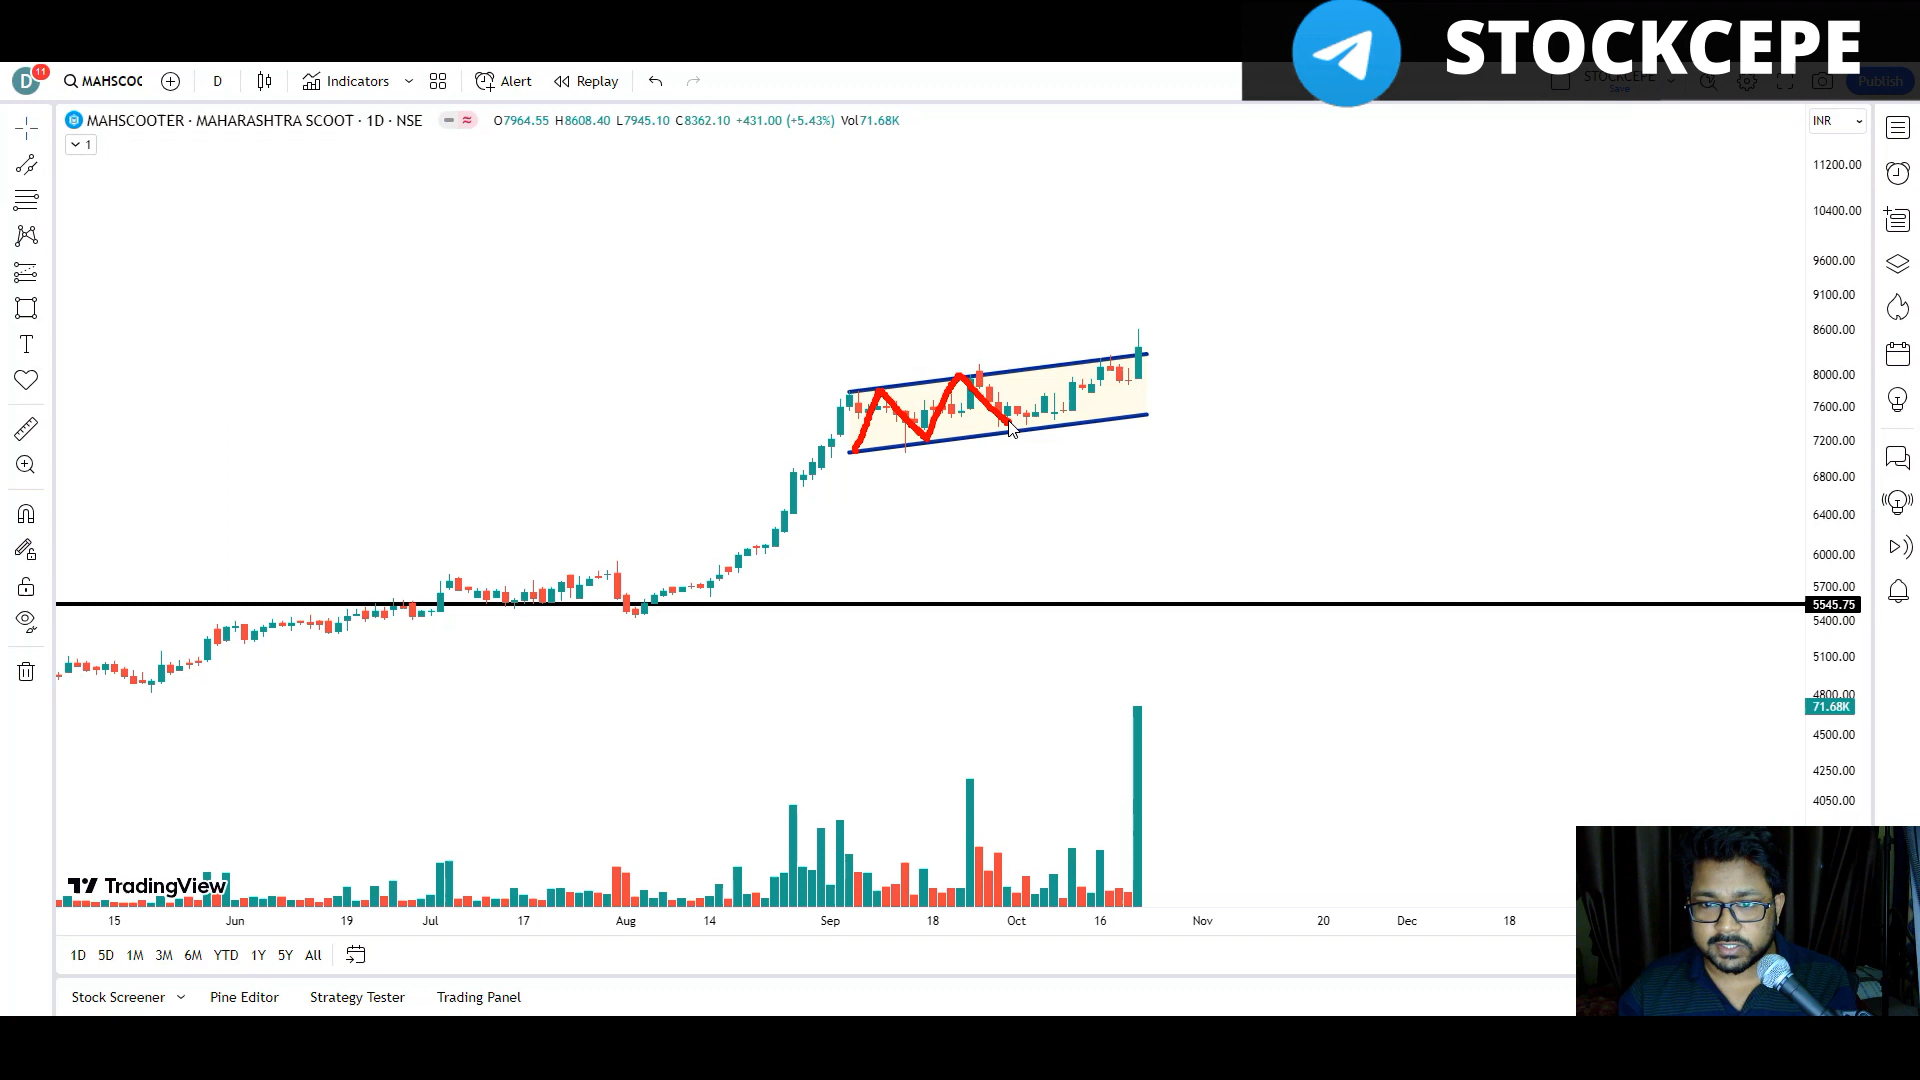 STOCKCEPE
11
MAHSCOC
D
Indicators
Alert
Replay
STOCKCEPE
Save
Publish
MAHSCOOTER · MAHARASHTRA SCOOT · 1D · NSE
O7964.55 H8608.40 L7945.10 C8362.10 +431.00 (+5.43%) Vol71.68K
INR
1
11200.00
10400.00
9600.00
9100.00
8600.00
8000.00
7600.00
7200.00
6800.00
6400.00
6000.00
5700.00
5545.75
5400.00
5100.00
4800.00
71.68K
4500.00
4250.00
4050.00
TradingView
15 Jun 19 Jul 17 Aug 14 Sep 18 Oct 16 Nov 20 Dec 18
1D 5D 1M 3M 6M YTD 1Y 5Y All
Stock Screener Pine Editor Strategy Tester Trading Panel